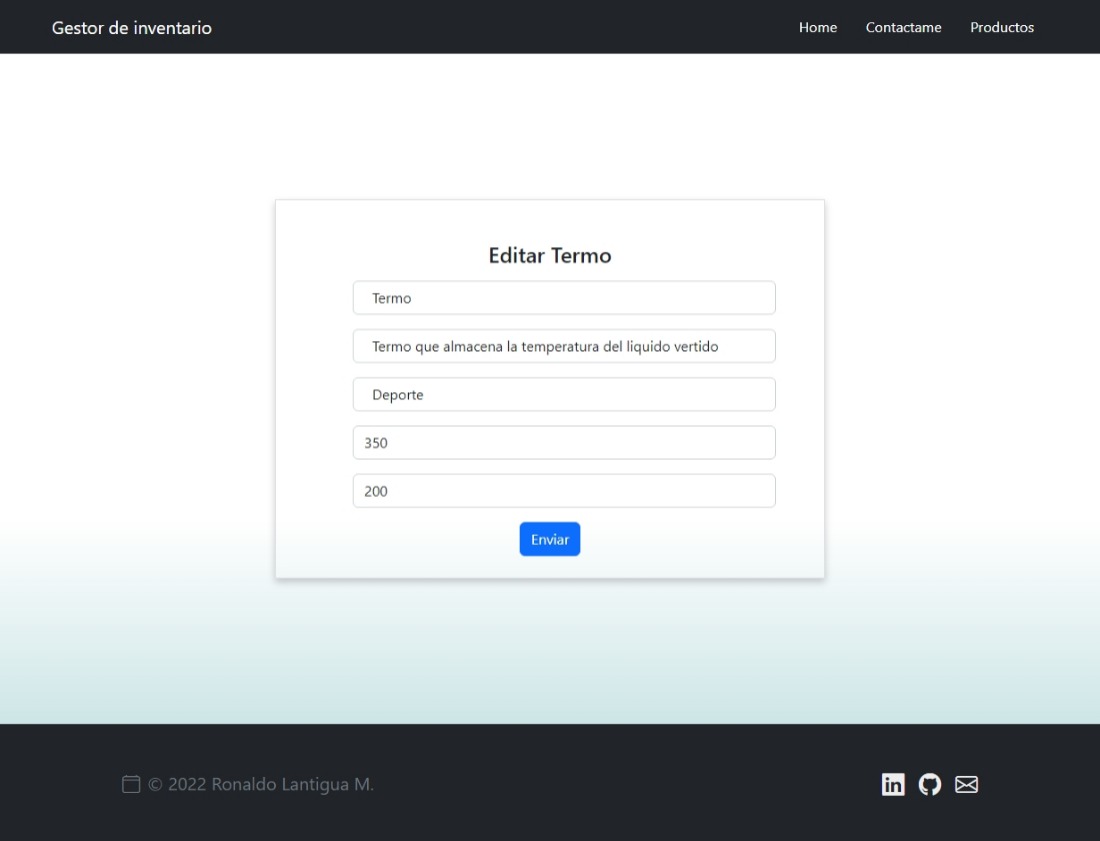 Gestor de inventario
Home Contactame Productos
Editar Termo
Termo
Termo que almacena la temperatura del liquido vertido
Deporte
350
200
Enviar
© 2022 Ronaldo Lantigua M.
in